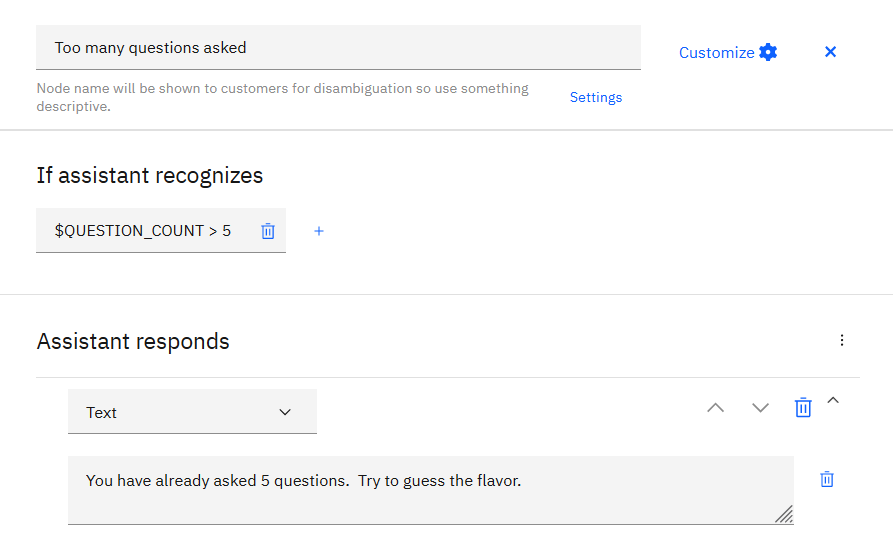 Too many questions asked
Customize
Node name will be shown to customers for disambiguation so use something
descriptive.
Settings
If assistant recognizes
$QUESTION_COUNT > 5
+
Assistant responds
Text
You have already asked 5 questions.  Try to guess the flavor.